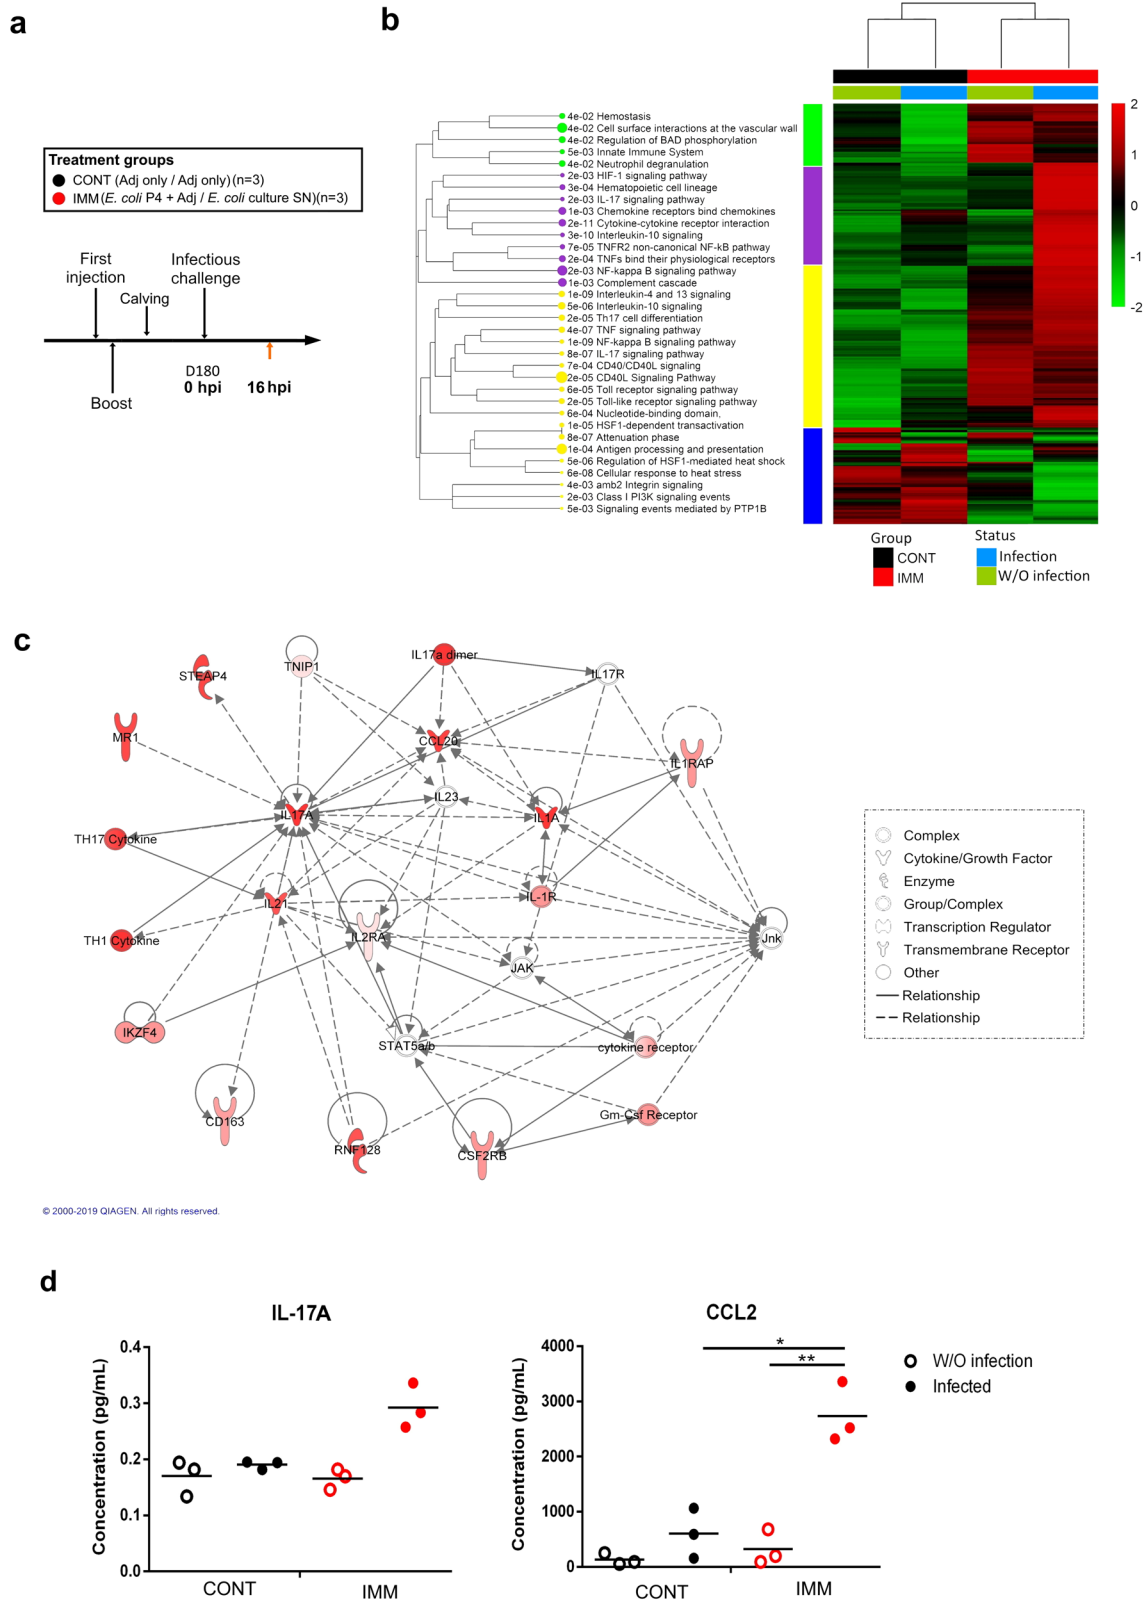 a
Treatment groups
CONT (Adj only / Adj only)(n=3)
IMM(E. coli P4 + Adj / E. coli culture SN)(n=3)
First
injection
Calving
Infectious
challenge
Boost
D180
0 hpi
16 hpi
b
4e-02 Hemostasis
4e-02 Cell surface interactions at the vascular wall
4e-02 Regulation of BAD phosphorylation
5e-03 Innate Immune System
4e-02 Neutrophil degranulation
2e-03 HIF-1 signaling pathway
3e-04 Hematopoietic cell lineage
2e-03 IL-17 signaling pathway
1e-03 Chemokine receptors bind chemokines
2e-11 Cytokine-cytokine receptor interaction
3e-10 Interleukin-10 signaling
7e-05 TNFR2 non-canonical NF-kB pathway
2e-04 TNFs bind their physiological receptors
2e-03 NF-kappa B signaling pathway
1e-03 Complement cascade
1e-09 Interleukin-4 and 13 signaling
5e-06 Interleukin-10 signaling
2e-05 Th17 cell differentiation
4e-07 TNF signaling pathway
1e-09 NF-kappa B signaling pathway
8e-07 IL-17 signaling pathway
7e-04 CD40/CD40L signaling
2e-05 CD40L Signaling Pathway
6e-05 Toll receptor signaling pathway
2e-05 Toll-like receptor signaling pathway
6e-04 Nucleotide-binding domain,
1e-05 HSF1-dependent transactivation
8e-07 Attenuation phase
1e-04 Antigen processing and presentation
5e-06 Regulation of HSF1-mediated heat shock
6e-08 Cellular response to heat stress
4e-03 amb2 Integrin signaling
2e-03 Class I PI3K signaling events
5e-03 Signaling events mediated by PTP1B
2
1
0
-1
-2
Group
CONT
IMM
Status
Infection
W/O infection
c
STEAP4
TNIP1
IL17a dimer
IL17R
MR1
CCL20
IL1RAP
IL23
IL17A
IL1A
TH17 Cytokine
IL21
IL-1R
TH1 Cytokine
IL2RA
Jnk
JAK
IKZF4
STAT5a/b
cytokine receptor
CD163
RNF128
CSF2RB
Gm-Csf Receptor
Complex
Cytokine/Growth Factor
Enzyme
Group/Complex
Transcription Regulator
Transmembrane Receptor
Other
Relationship
Relationship
© 2000-2019 QIAGEN. All rights reserved.
d
IL-17A
Concentration (pg/mL)
0.4
0.3
0.2
0.1
0.0
CONT
IMM
CCL2
Concentration (pg/mL)
4000
3000
2000
1000
0
*
**
CONT
IMM
W/O infection
Infected